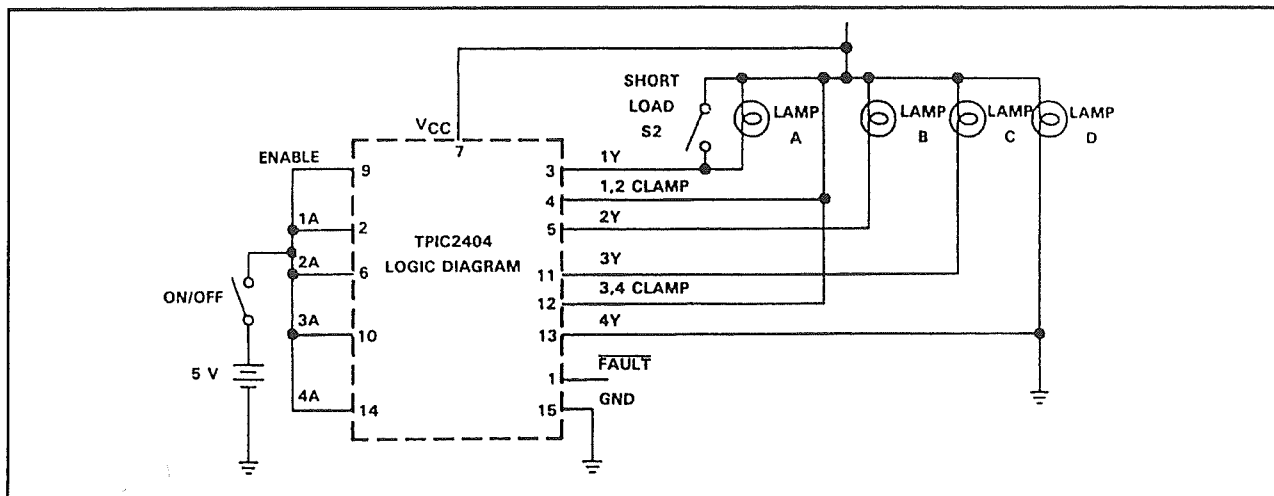 SHORT
LOAD
S2
LAMP
A
LAMP
B
LAMP
C
LAMP
D
VCC
7
ENABLE
9
3
1Y
4
1,2 CLAMP
1A
2
5
2Y
TPIC2404
LOGIC DIAGRAM
2A
6
11
3Y
ON/OFF
12
3,4 CLAMP
3A
10
13
4Y
5 V
1
FAULT
4A
14
15
GND